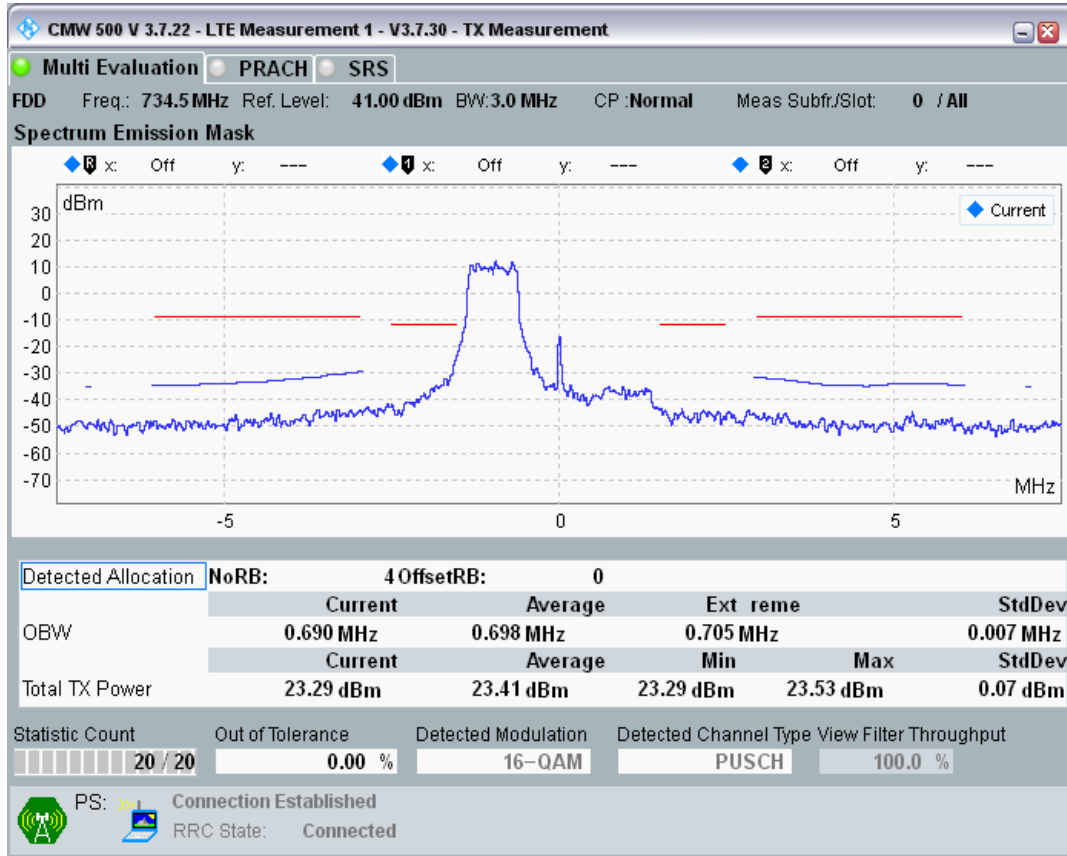 CMW 500 V 3.7.22 - LTE Measurement 1 - V3.7.30 - TX Measurement
Multi Evaluation PRACH SRS
FDD Freq.: 734.5 MHz Ref. Level: 41.00 dBm BW: 3.0 MHz CP : Normal Meas Subfr./Slot: 0 / All
Spectrum Emission Mask
R x: Off y: --- 1 x: Off y: --- 2 x: Off y: ---
dBm
Current
30
20
10
0
-10
-20
-30
-40
-50
-60
-70
MHz
-5 0 5
Detected Allocation NoRB: 4 OffsetRB: 0
Current Average Ext reme StdDev
OBW 0.690 MHz 0.698 MHz 0.705 MHz 0.007 MHz
Current Average Min Max StdDev
Total TX Power 23.29 dBm 23.41 dBm 23.29 dBm 23.53 dBm 0.07 dBm
Statistic Count Out of Tolerance Detected Modulation Detected Channel Type View Filter Throughput
20 / 20 0.00 % 16-QAM PUSCH 100.0 %
PS: Connection Established
RRC State: Connected